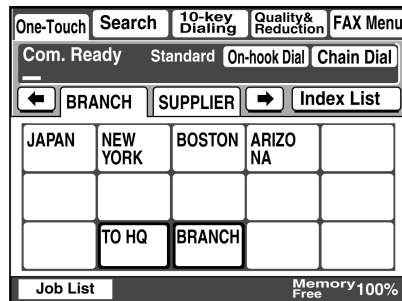 One-Touch Search 10-key Dialing Quality& Reduction FAX Menu
Com. Ready Standard On-hook Dial Chain Dial
BRANCH SUPPLIER Index List
JAPAN NEW YORK BOSTON ARIZO NA
TO HQ BRANCH
Job List Memory Free 100%